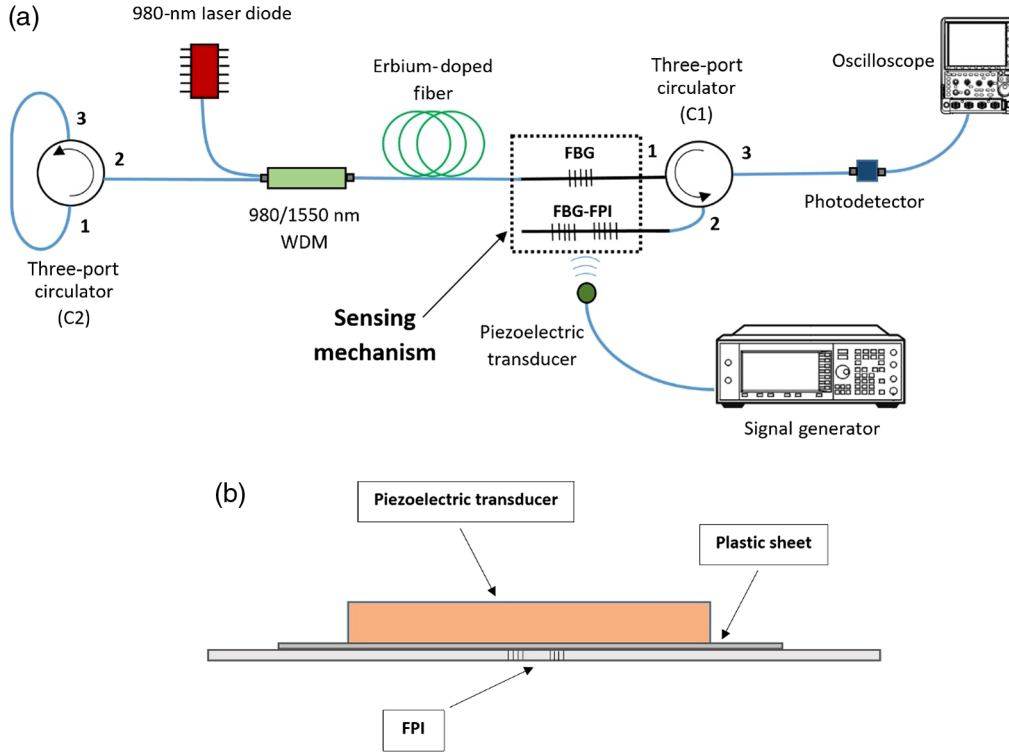 (a)
980-nm laser diode
Erbium-doped
fiber
Three-port
circulator
(C1)
Oscilloscope
3
2
1
Three-port
circulator
(C2)
980/1550 nm
WDM
FBG
1
3
FBG-FPI
2
Photodetector
Sensing
mechanism
Piezoelectric
transducer
Signal generator
(b)
Piezoelectric transducer
Plastic sheet
FPI